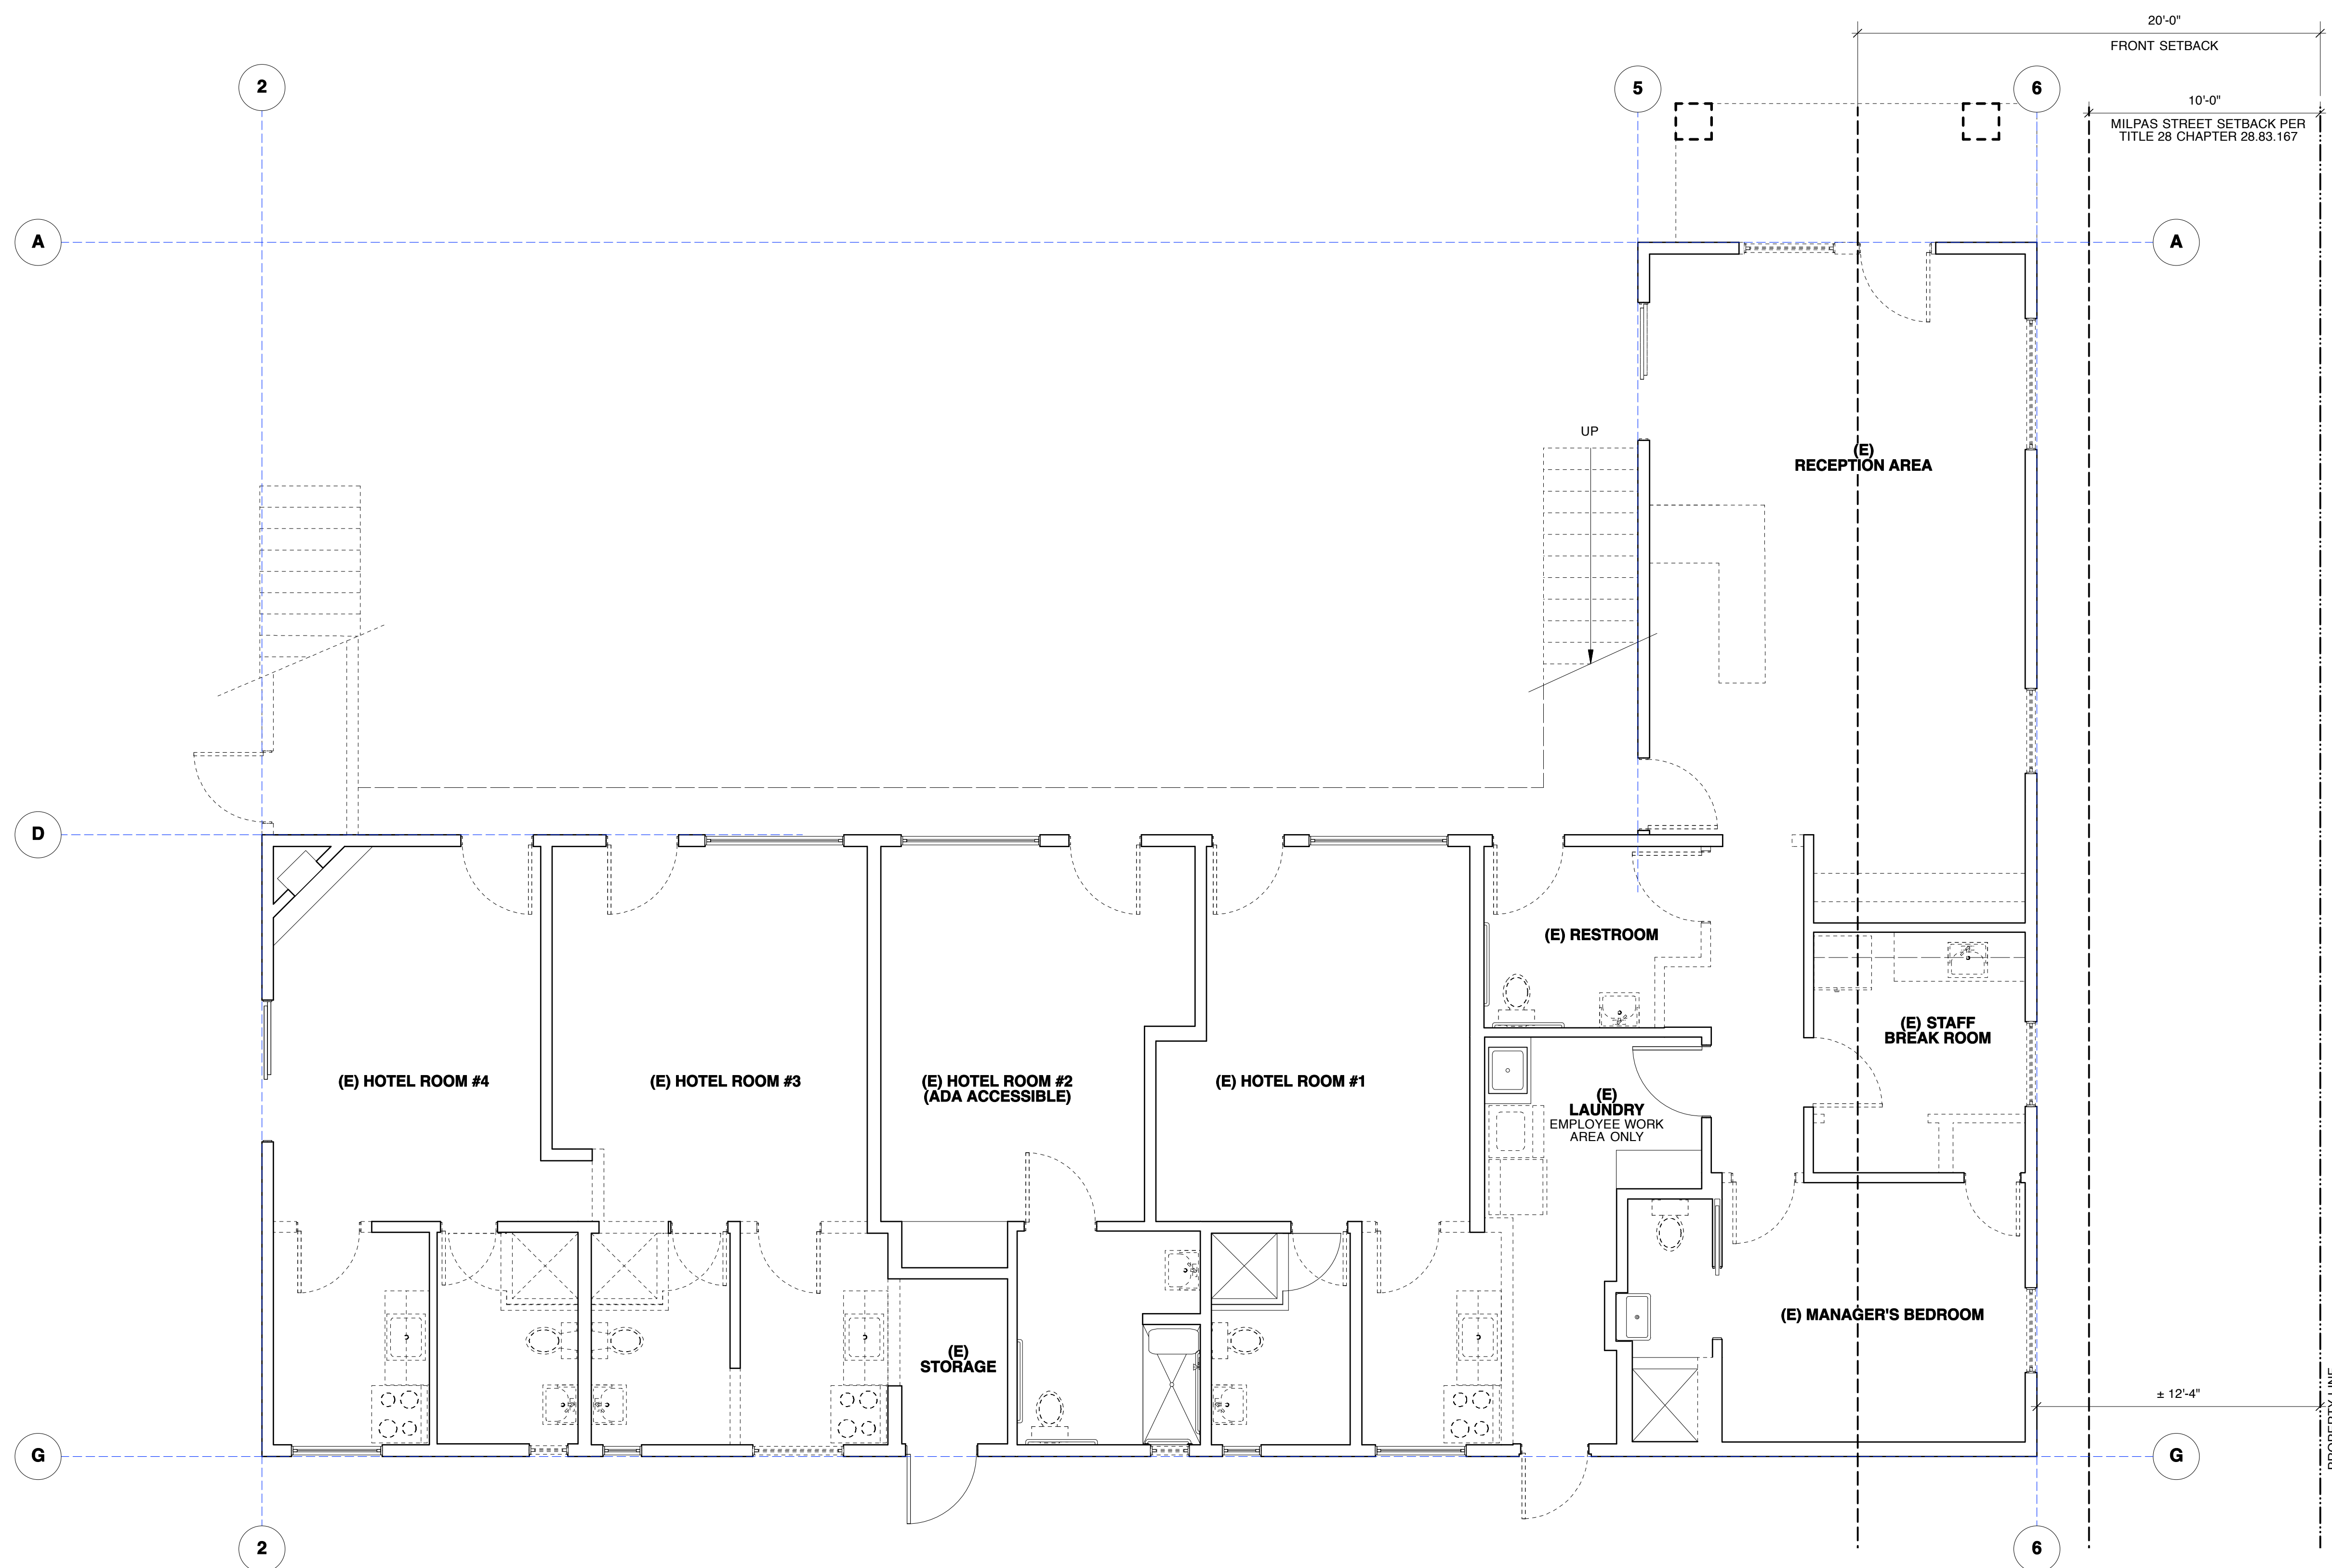 20'-0"
FRONT SETBACK
2
5
6
10'-0"
MILPAS STREET SETBACK PER
TITLE 28 CHAPTER 28.83.167
A
A
UP
(E)
RECEPTION AREA
D
(E) RESTROOM
(E) STAFF
BREAK ROOM
(E) HOTEL ROOM #4
(E) HOTEL ROOM #3
(E) HOTEL ROOM #2
(ADA ACCESSIBLE)
(E) HOTEL ROOM #1
(E)
LAUNDRY
EMPLOYEE WORK
AREA ONLY
(E) MANAGER'S BEDROOM
(E)
STORAGE
± 12'-4"
PROPERTY LINE
G
G
2
6